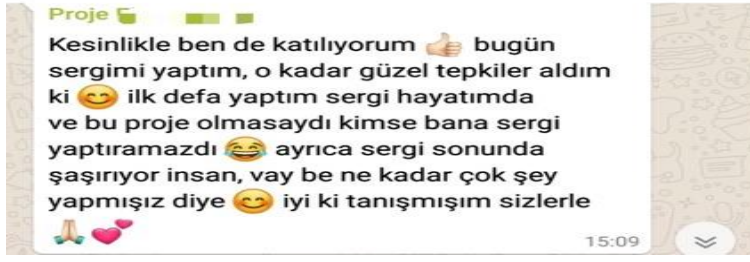 Proje
Kesinlikle ben de katılıyorum 👍🏻 bugün
sergimi yaptım, o kadar güzel tepkiler aldım
ki 😊 ilk defa yaptım sergi hayatımda
ve bu proje olmasaydı kimse bana sergi
yaptıramazdı 😂 ayrıca sergi sonunda
şaşırıyor insan, vay be ne kadar çok şey
yapmışız diye 😊 iyi ki tanışmışım sizlerle
🙏🏻💕
15:09